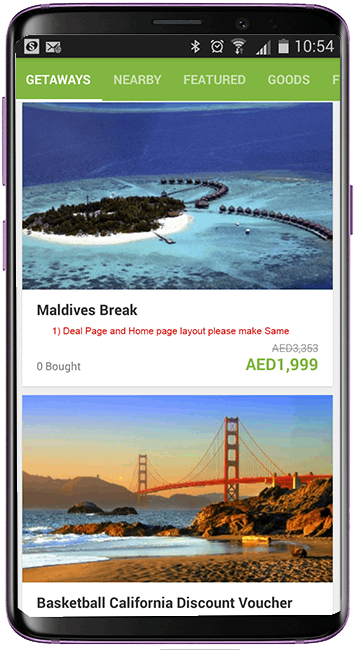 10:54
GETAWAYS NEARBY FEATURED GOODS F
Maldives Break
1) Deal Page and Home page layout please make Same
AED3,353
0 Bought AED1,999
Basketball California Discount Voucher